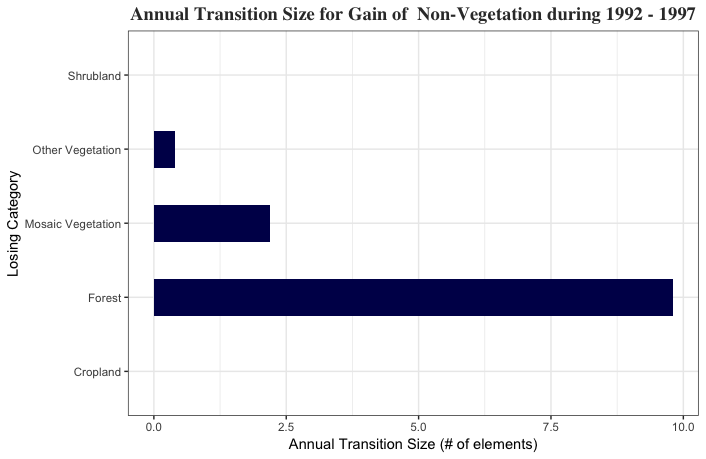 Annual Transition Size for Gain of  Non-Vegetation during 1992 - 1997
Losing Category
Shrubland
Other Vegetation
Mosaic Vegetation
Forest
Cropland
0.0 2.5 5.0 7.5 10.0
Annual Transition Size (# of elements)